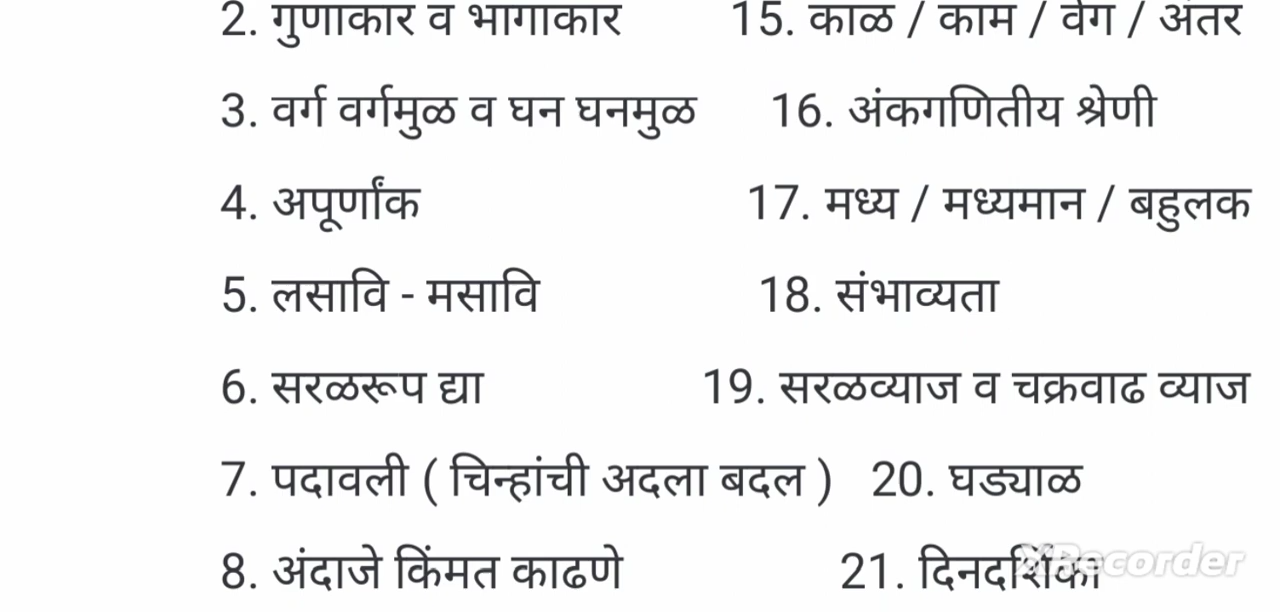 2. गुणाकार व भागाकार 15. काळ / काम / वेग / अंतर
3. वर्ग वर्गमुळ व घन घनमुळ 16. अंकगणितीय श्रेणी
4. अपूर्णांक 17. मध्य / मध्यमान / बहुलक
5. लसावि - मसावि 18. संभाव्यता
6. सरळरूप द्या 19. सरळव्याज व चक्रवाढ व्याज
7. पदावली ( चिन्हांची अदला बदल ) 20. घड्याळ
8. अंदाजे किंमत काढणे 21. दिनदर्शिका
XRecorder